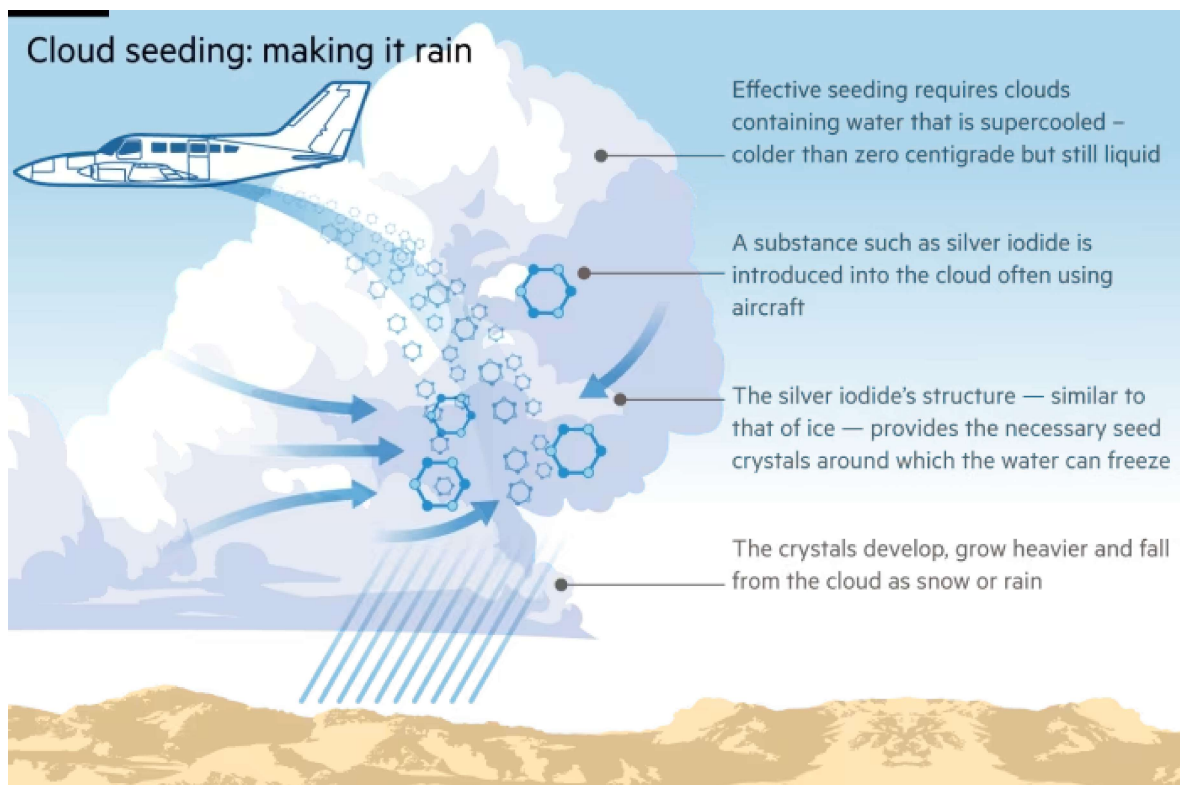 Cloud seeding: making it rain
Effective seeding requires clouds
containing water that is supercooled –
colder than zero centigrade but still liquid
A substance such as silver iodide is
introduced into the cloud often using
aircraft
The silver iodide’s structure — similar to
that of ice — provides the necessary seed
crystals around which the water can freeze
The crystals develop, grow heavier and fall
from the cloud as snow or rain